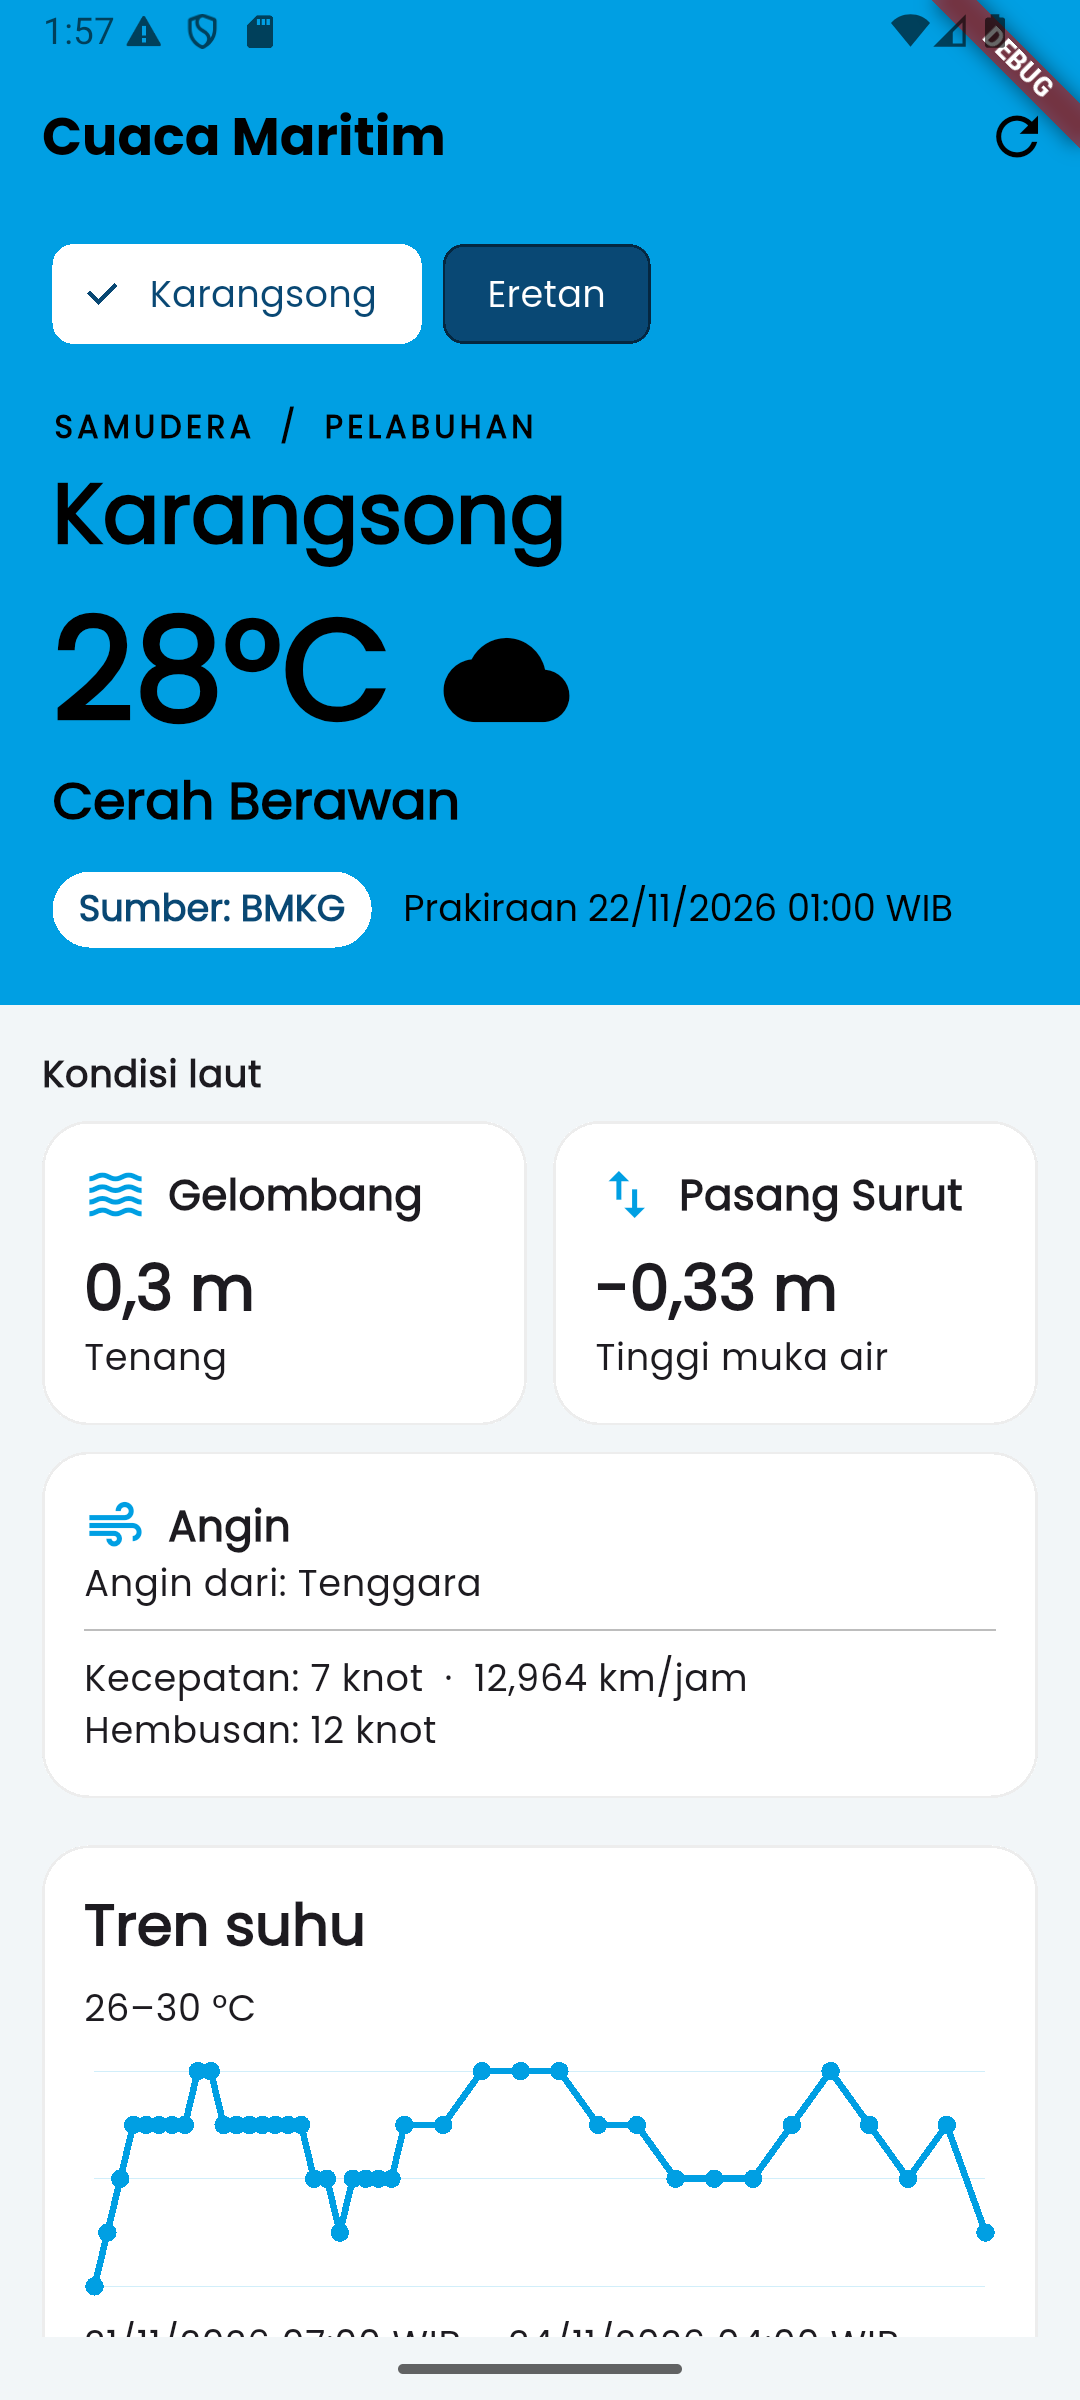 1:57
DEBUG
Cuaca Maritim
Karangsong
Eretan
SAMUDERA / PELABUHAN
Karangsong
28°C
Cerah Berawan
Sumber: BMKG
Prakiraan 22/11/2026 01:00 WIB
Kondisi laut
Gelombang
0,3 m
Tenang
Pasang Surut
-0,33 m
Tinggi muka air
Angin
Angin dari: Tenggara
Kecepatan: 7 knot · 12,964 km/jam
Hembusan: 12 knot
Tren suhu
26–30 °C